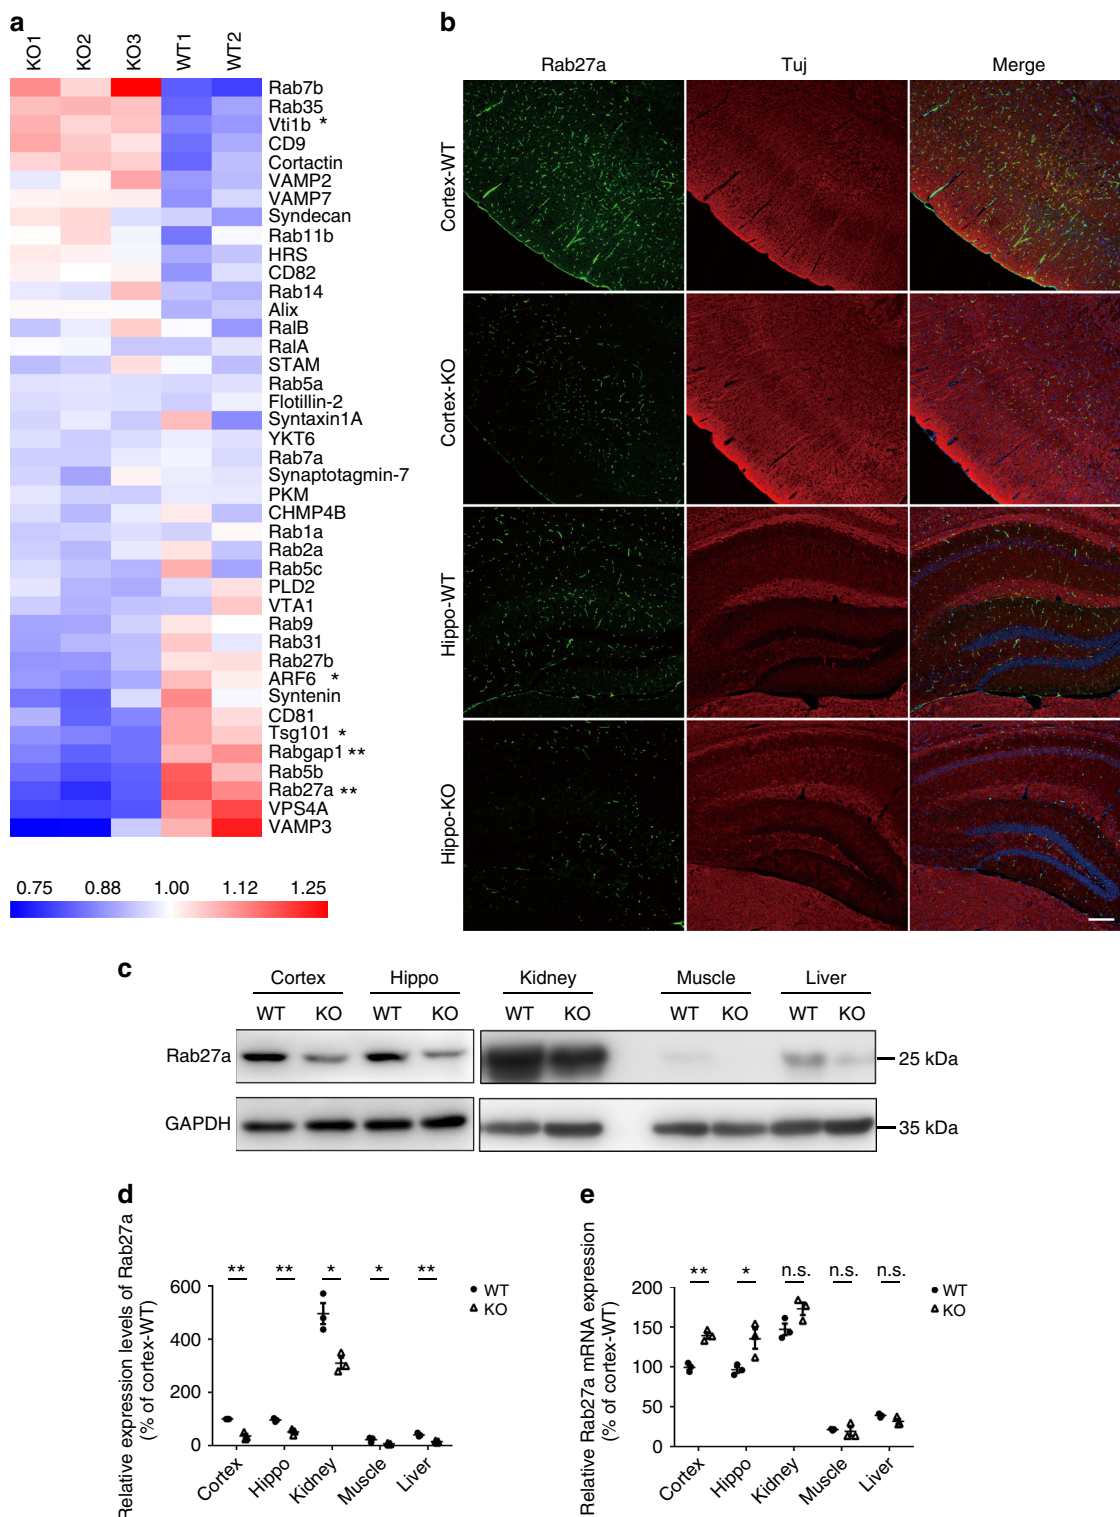 a
KO1 KO2 KO3 WT1 WT2
Rab7b
Rab35
Vti1b *
CD9
Cortactin
VAMP2
VAMP7
Syndecan
Rab11b
HRS
CD82
Rab14
Alix
RalB
RalA
STAM
Rab5a
Flotillin-2
Syntaxin1A
YKT6
Rab7a
Synaptotagmin-7
PKM
CHMP4B
Rab1a
Rab2a
Rab5c
PLD2
VTA1
Rab9
Rab31
Rab27b
ARF6 *
Syntenin
CD81
Tsg101 *
Rabgap1 **
Rab5b
Rab27a **
VPS4A
VAMP3
0.75 0.88 1.00 1.12 1.25
b
Rab27a Tuj Merge
Cortex-WT
Cortex-KO
Hippo-WT
Hippo-KO
c
Cortex Hippo Kidney Muscle Liver
WT KO WT KO WT KO WT KO WT KO
Rab27a
25 kDa
GAPDH
35 kDa
d
Relative expression levels of Rab27a
(% of cortex-WT)
600
400
200
0
** ** * * **
WT
KO
Cortex Hippo Kidney Muscle Liver
e
Relative Rab27a mRNA expression
(% of cortex-WT)
200
150
100
50
0
** * n.s. n.s. n.s.
WT
KO
Cortex Hippo Kidney Muscle Liver